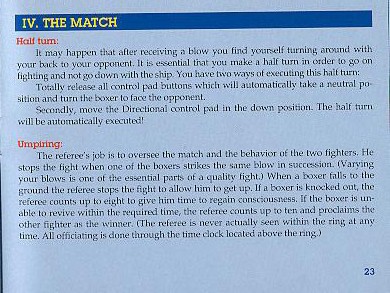 IV. THE MATCH
Half turn:
It may happen that after receiving a blow you find yourself turning around with
your back to your opponent. It is essential that you make a half turn in order to go on
fighting and not go down with the ship. You have two ways of executing this half turn:
Totally release all control pad buttons which will automatically take a neutral po-
sition and turn the boxer to face the opponent.
Secondly, move the Directional control pad in the down position. The half turn
will be automatically executed!
Umpiring:
The referee's job is to oversee the match and the behavior of the two fighters. He
stops the fight when one of the boxers strikes the same blow in succession. (Varying
your blows is one of the essential parts of a quality fight.) When a boxer falls to the
ground the referee stops the fight to allow him to get up. If a boxer is knocked out, the
referee counts up to eight to give him time to regain consciousness. If the boxer is un-
able to revive within the required time, the referee counts up to ten and proclaims the
other fighter as the winner. (The referee is never actually seen within the ring at any
time. All officiating is done through the time clock located above the ring.)
23